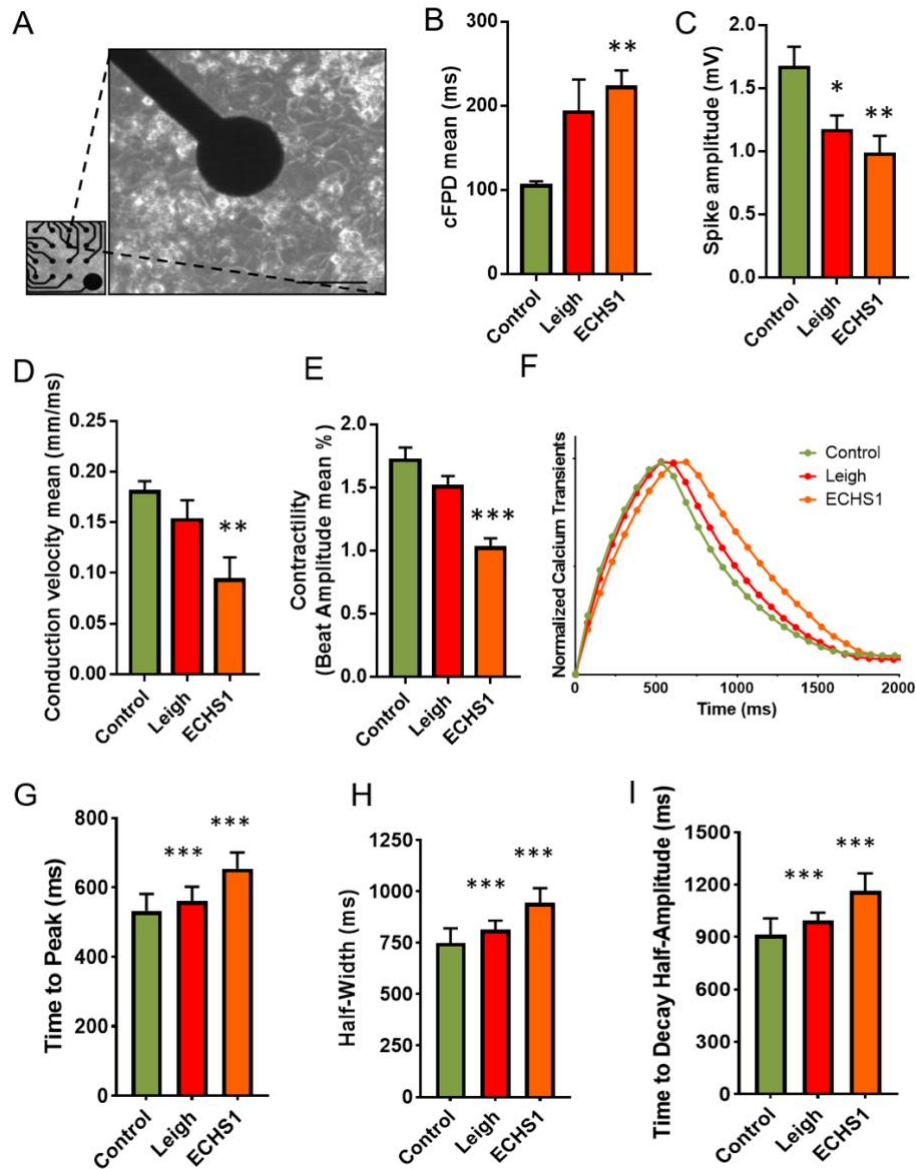 A
B
cFPD mean (ms)
300
200
100
0
**
Control
Leigh
ECHS1
C
Spike amplitude (mV)
2.0
1.5
1.0
0.5
0.0
*
**
Control
Leigh
ECHS1
D
Conduction velocity mean (mm/ms)
0.25
0.20
0.15
0.10
0.05
0.00
**
Control
Leigh
ECHS1
E
Contractility
(Beat Amplitude mean %)
2.0
1.5
1.0
0.5
0.0
***
Control
Leigh
ECHS1
F
Normalized Calcium Transients
Control
Leigh
ECHS1
0
500
1000
1500
2000
Time (ms)
G
Time to Peak (ms)
800
600
400
200
0
***
***
Control
Leigh
ECHS1
H
Half-Width (ms)
1250
1000
750
500
250
0
***
***
Control
Leigh
ECHS1
I
Time to Decay Half-Amplitude (ms)
1500
1200
900
600
300
0
***
***
Control
Leigh
ECHS1